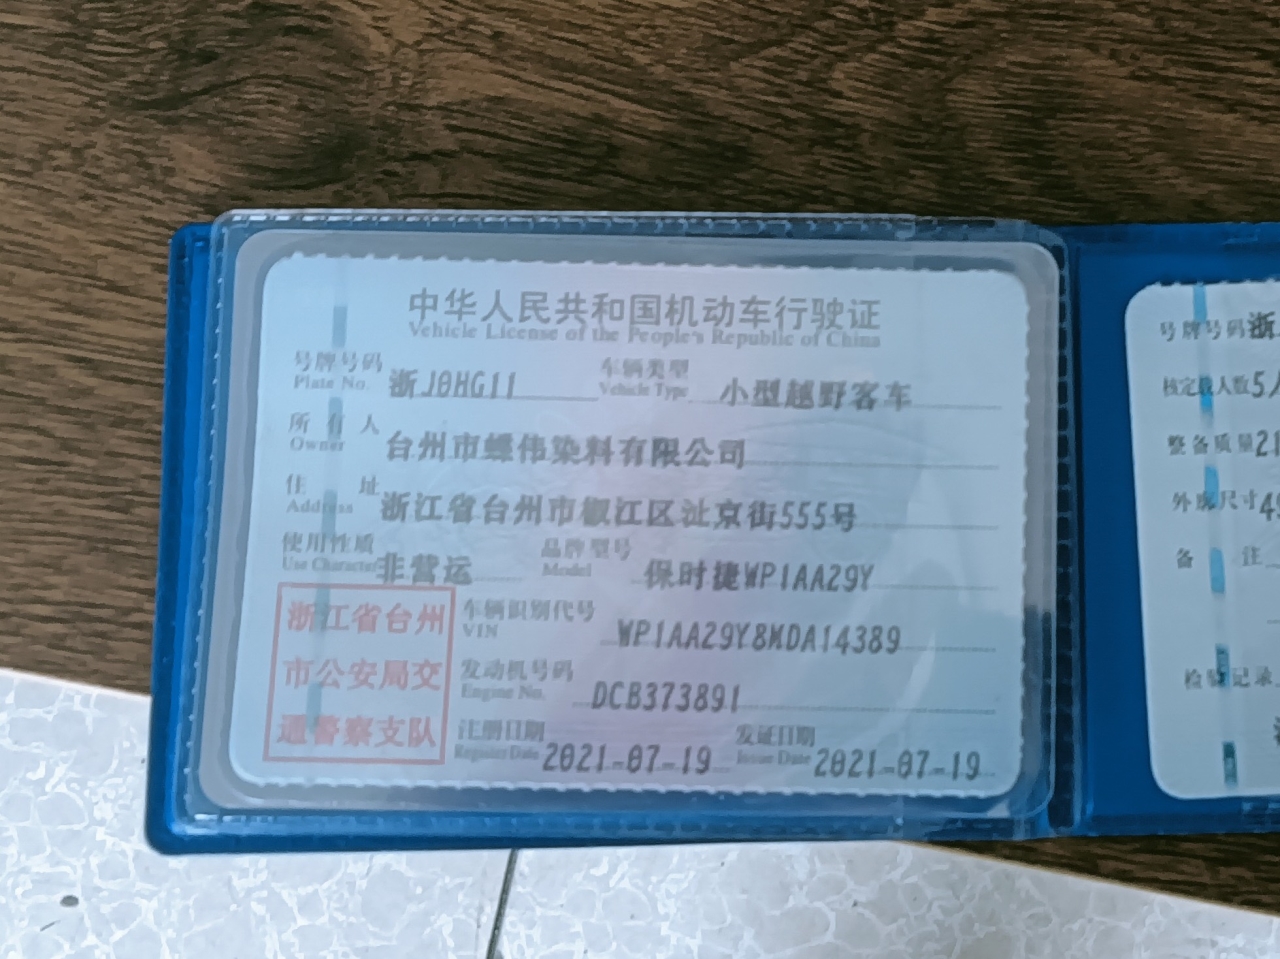 中华人民共和国机动车行驶证
Vehicle License of the People's Republic of China
号牌号码 浙J0HG11 车辆类型 小型越野客车
Plate No. Vehicle Type
所有人 台州市蝶伟染料有限公司
Owner
住址 浙江省台州市椒江区沚京街555号
Address
使用性质 非营运 品牌型号 保时捷WP1AA29Y
Use Character Model
浙江省台州
市公安局交
通警察支队
车辆识别代号 WP1AA29Y8MDA14389
VIN
发动机号码 DCB373891
Engine No.
注册日期 2021-07-19 发证日期 2021-07-19
Register Date Issue Date
号牌号码 浙
核定载人数 5人
整备质量 21
外廓尺寸 49
备注
检验记录